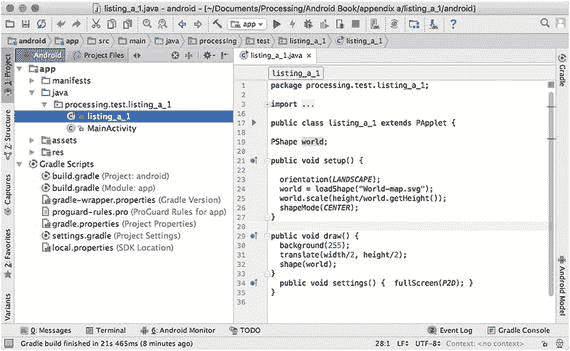 listing_a_1.java - android - [~/Documents/Processing/Android Book/appendix a/listing_a_1/android]
app
android
app
src
main
java
processing
test
listing_a_1
listing_a_1
Android
Project Files
listing_a_1.java
1: Project
Z: Structure
Captures
2: Favorites
Build Variants
app
manifests
java
processing.test.listing_a_1
listing_a_1
MainActivity
assets
res
Gradle Scripts
build.gradle (Project: android)
build.gradle (Module: app)
gradle-wrapper.properties (Gradle Version)
proguard-rules.pro (ProGuard Rules for app)
gradle.properties (Project Properties)
settings.gradle (Project Settings)
local.properties (SDK Location)
listing_a_1
1 package processing.test.listing_a_1;
2
3 import ...
16
17 public class listing_a_1 extends PApplet {
18
19 PShape world;
20
21 public void setup() {
22
23 orientation(LANDSCAPE);
24 world = loadShape("World-map.svg");
25 world.scale(height/world.getHeight());
26 shapeMode(CENTER);
27 }
28
29 public void draw() {
30 background(255);
31 translate(width/2, height/2);
32 shape(world);
33 }
34 public void settings() { fullScreen(P2D); }
35 }
36
Gradle
Android Model
0: Messages
Terminal
6: Android Monitor
TODO
2 Event Log
Gradle Console
Gradle build finished in 21s 465ms (8 minutes ago)
28:1 LF÷ UTF-8÷ Context: <no context>